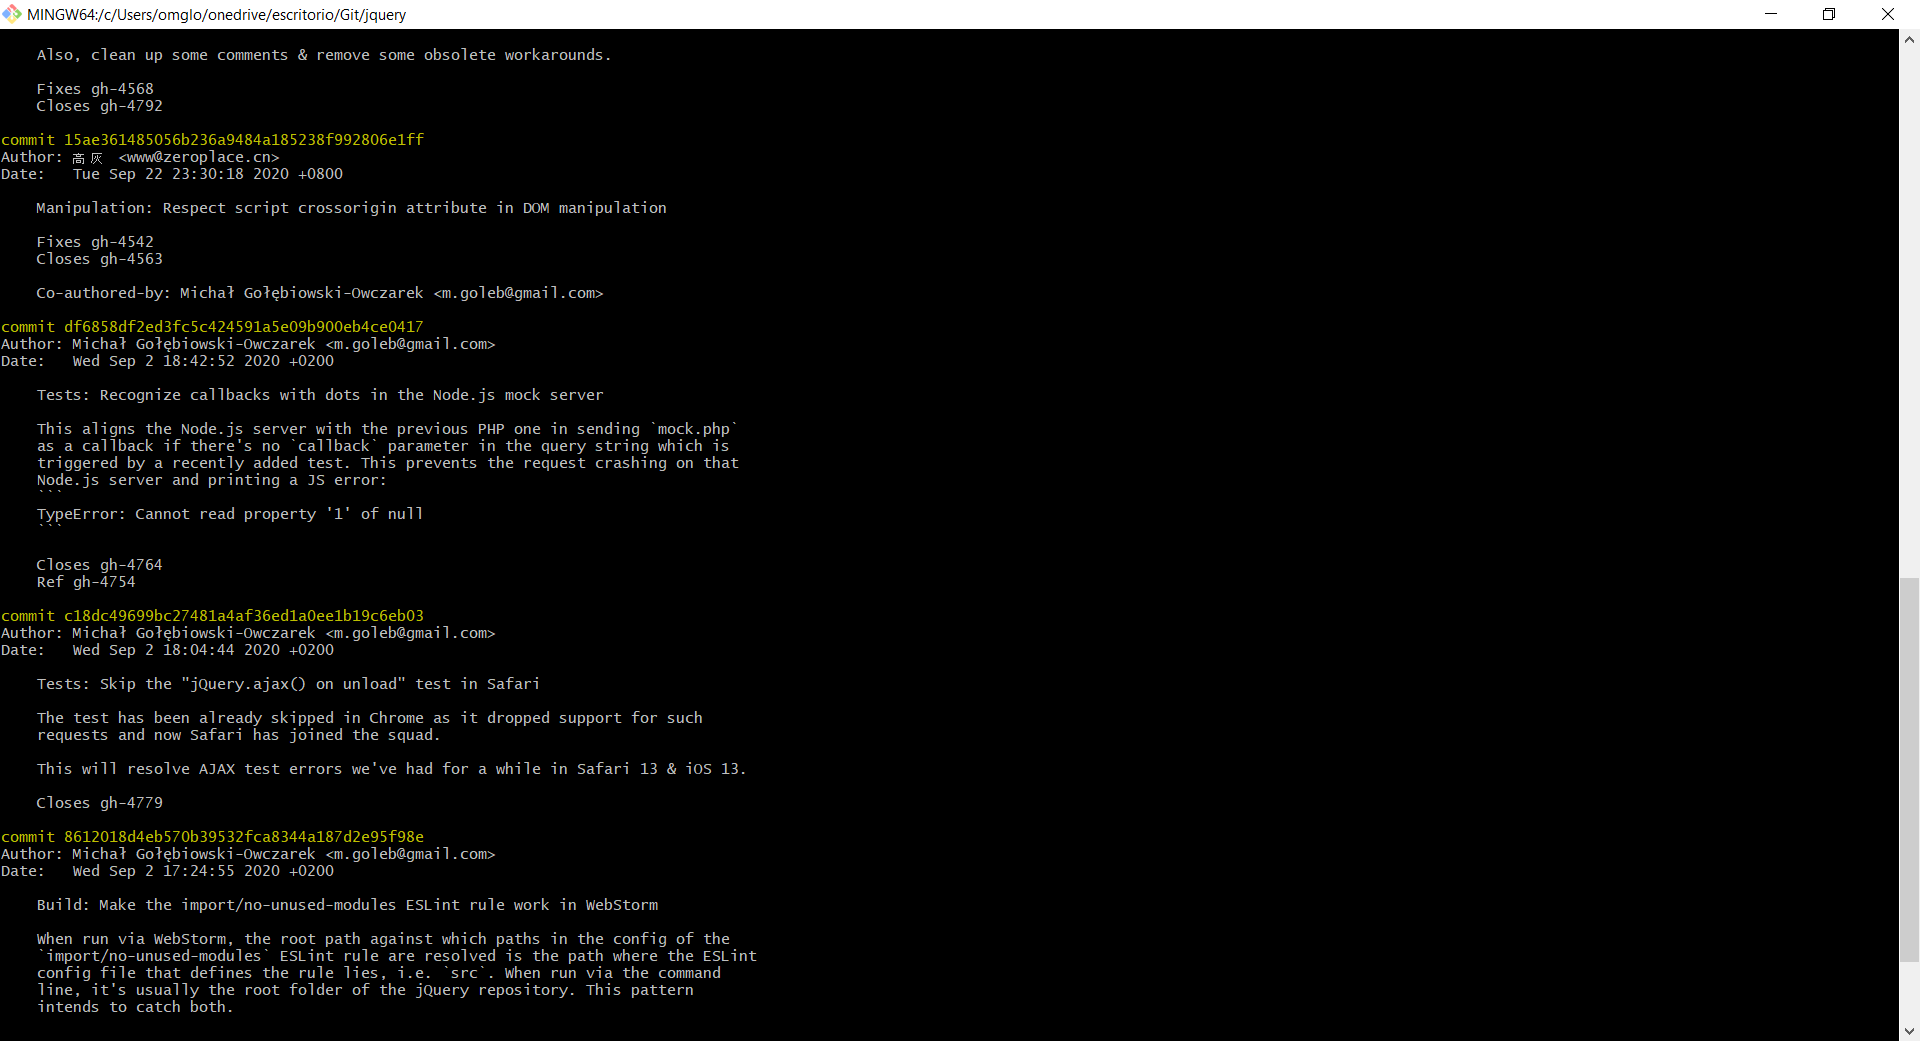 MINGW64:/c/Users/omglo/onedrive/escritorio/Git/jquery
Also, clean up some comments & remove some obsolete workarounds.
Fixes gh-4568
Closes gh-4792
commit 15ae361485056b236a9484a185238f992806e1ff
Author: 高灰 <www@zeroplace.cn>
Date:   Tue Sep 22 23:30:18 2020 +0800
Manipulation: Respect script crossorigin attribute in DOM manipulation
Fixes gh-4542
Closes gh-4563
Co-authored-by: Michał Gołębiowski-Owczarek <m.goleb@gmail.com>
commit df6858df2ed3fc5c424591a5e09b900eb4ce0417
Author: Michał Gołębiowski-Owczarek <m.goleb@gmail.com>
Date:   Wed Sep 2 18:42:52 2020 +0200
Tests: Recognize callbacks with dots in the Node.js mock server
This aligns the Node.js server with the previous PHP one in sending `mock.php`
as a callback if there's no `callback` parameter in the query string which is
triggered by a recently added test. This prevents the request crashing on that
Node.js server and printing a JS error:
```
TypeError: Cannot read property '1' of null
```
Closes gh-4764
Ref gh-4754
commit c18dc49699bc27481a4af36ed1a0ee1b19c6eb03
Author: Michał Gołębiowski-Owczarek <m.goleb@gmail.com>
Date:   Wed Sep 2 18:04:44 2020 +0200
Tests: Skip the "jQuery.ajax() on unload" test in Safari
The test has been already skipped in Chrome as it dropped support for such
requests and now Safari has joined the squad.
This will resolve AJAX test errors we've had for a while in Safari 13 & iOS 13.
Closes gh-4779
commit 8612018d4eb570b39532fca8344a187d2e95f98e
Author: Michał Gołębiowski-Owczarek <m.goleb@gmail.com>
Date:   Wed Sep 2 17:24:55 2020 +0200
Build: Make the import/no-unused-modules ESLint rule work in WebStorm
When run via WebStorm, the root path against which paths in the config of the
`import/no-unused-modules` ESLint rule are resolved is the path where the ESLint
config file that defines the rule lies, i.e. `src`. When run via the command
line, it's usually the root folder of the jQuery repository. This pattern
intends to catch both.